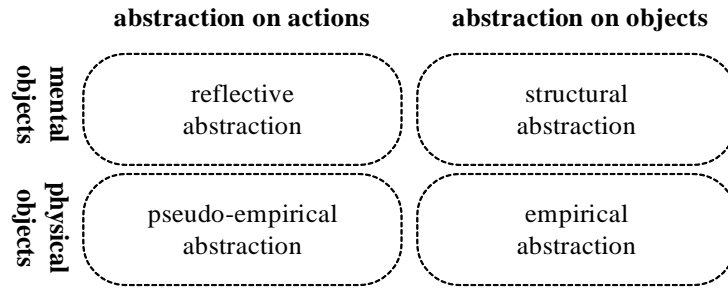 abstraction on actions
abstraction on objects
mental
objects
reflective
abstraction
structural
abstraction
physical
objects
pseudo-empirical
abstraction
empirical
abstraction